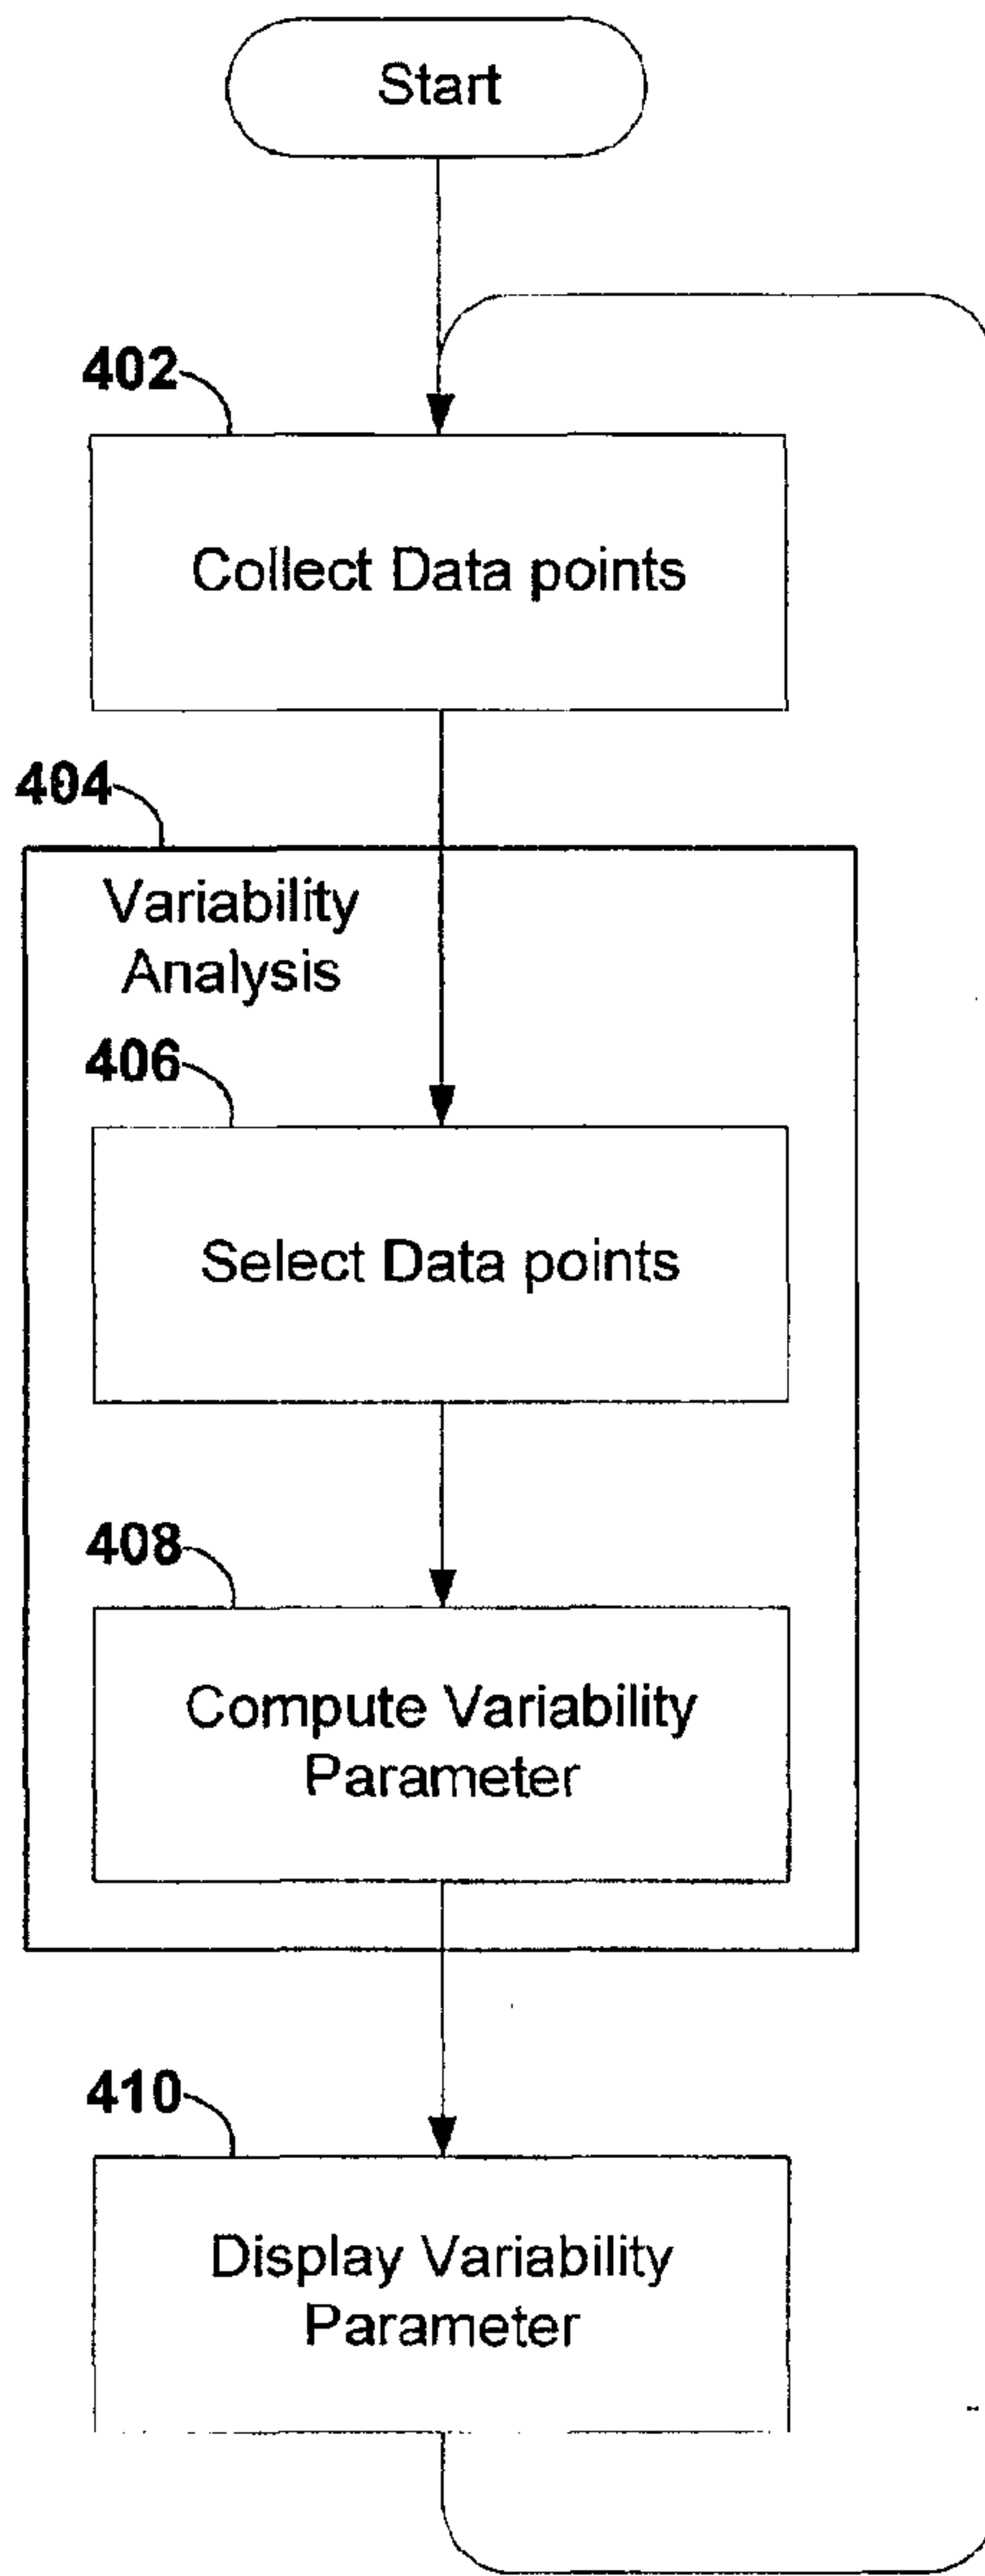 Start
402
Collect Data points
404
Variability
Analysis
406
Select Data points
408
Compute Variability
Parameter
410
Display Variability
Parameter